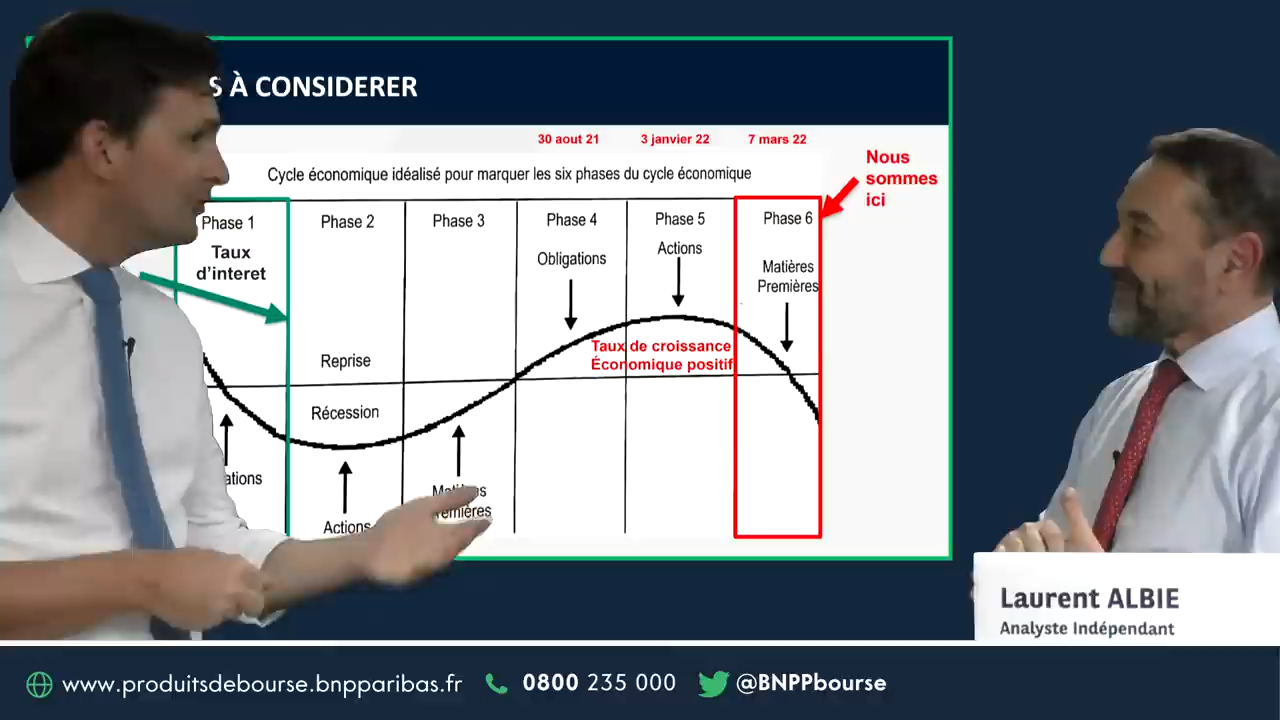 À CONSIDERER
30 aout 21
3 janvier 22
7 mars 22
Nous
sommes
ici
Cycle économique idéalisé pour marquer les six phases du cycle économique
Phase 1
Phase 2
Phase 3
Phase 4
Phase 5
Phase 6
Taux
d'interet
Obligations
Actions
Matières
Premières
Taux de croissance
Économique positif
Reprise
Récession
Actions
Laurent ALBIE
Analyste Indépendant
www.produitsdebourse.bnpparibas.fr
0800 235 000
@BNPPbourse